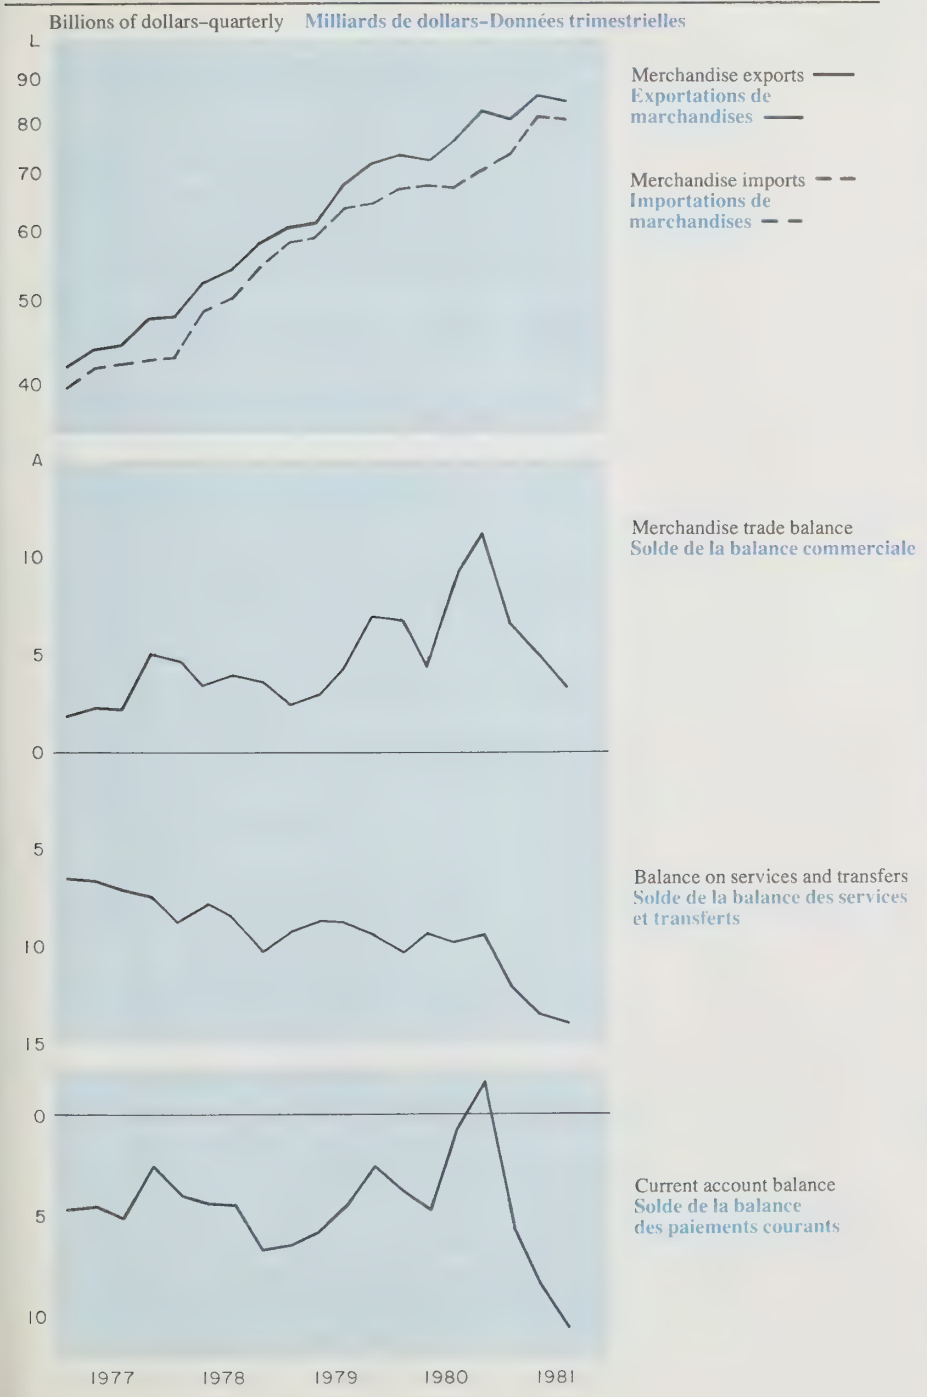 Billions of dollars–quarterly Milliards de dollars–Données trimestrielles
L
90
80
70
60
50
40
Merchandise exports
Exportations de
marchandises
Merchandise imports
Importations de
marchandises
A
10
5
0
5
10
15
Merchandise trade balance
Solde de la balance commerciale
Balance on services and transfers
Solde de la balance des services
et transferts
0
5
10
Current account balance
Solde de la balance
des paiements courants
1977 1978 1979 1980 1981